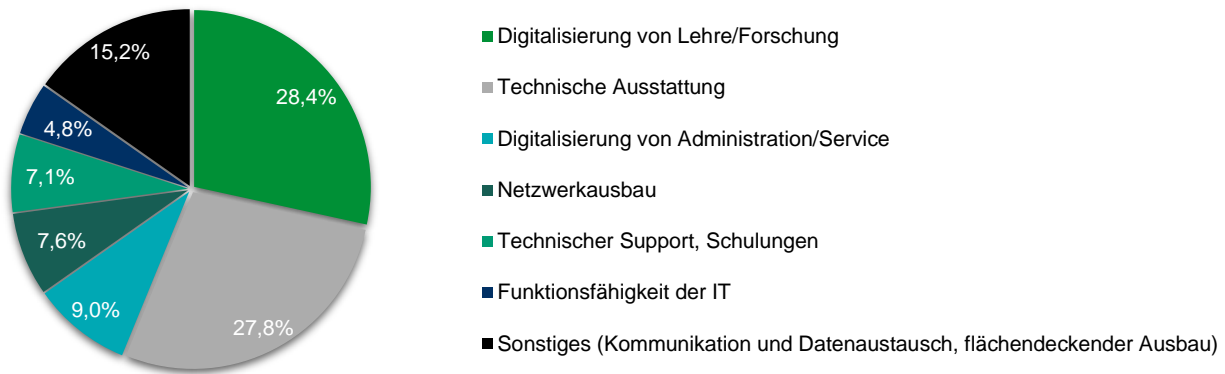 15,2%
28,4%
4,8%
7,1%
7,6%
9,0%
27,8%
Digitalisierung von Lehre/Forschung
Technische Ausstattung
Digitalisierung von Administration/Service
Netzwerkausbau
Technischer Support, Schulungen
Funktionsfähigkeit der IT
Sonstiges (Kommunikation und Datenaustausch, flächendeckender Ausbau)